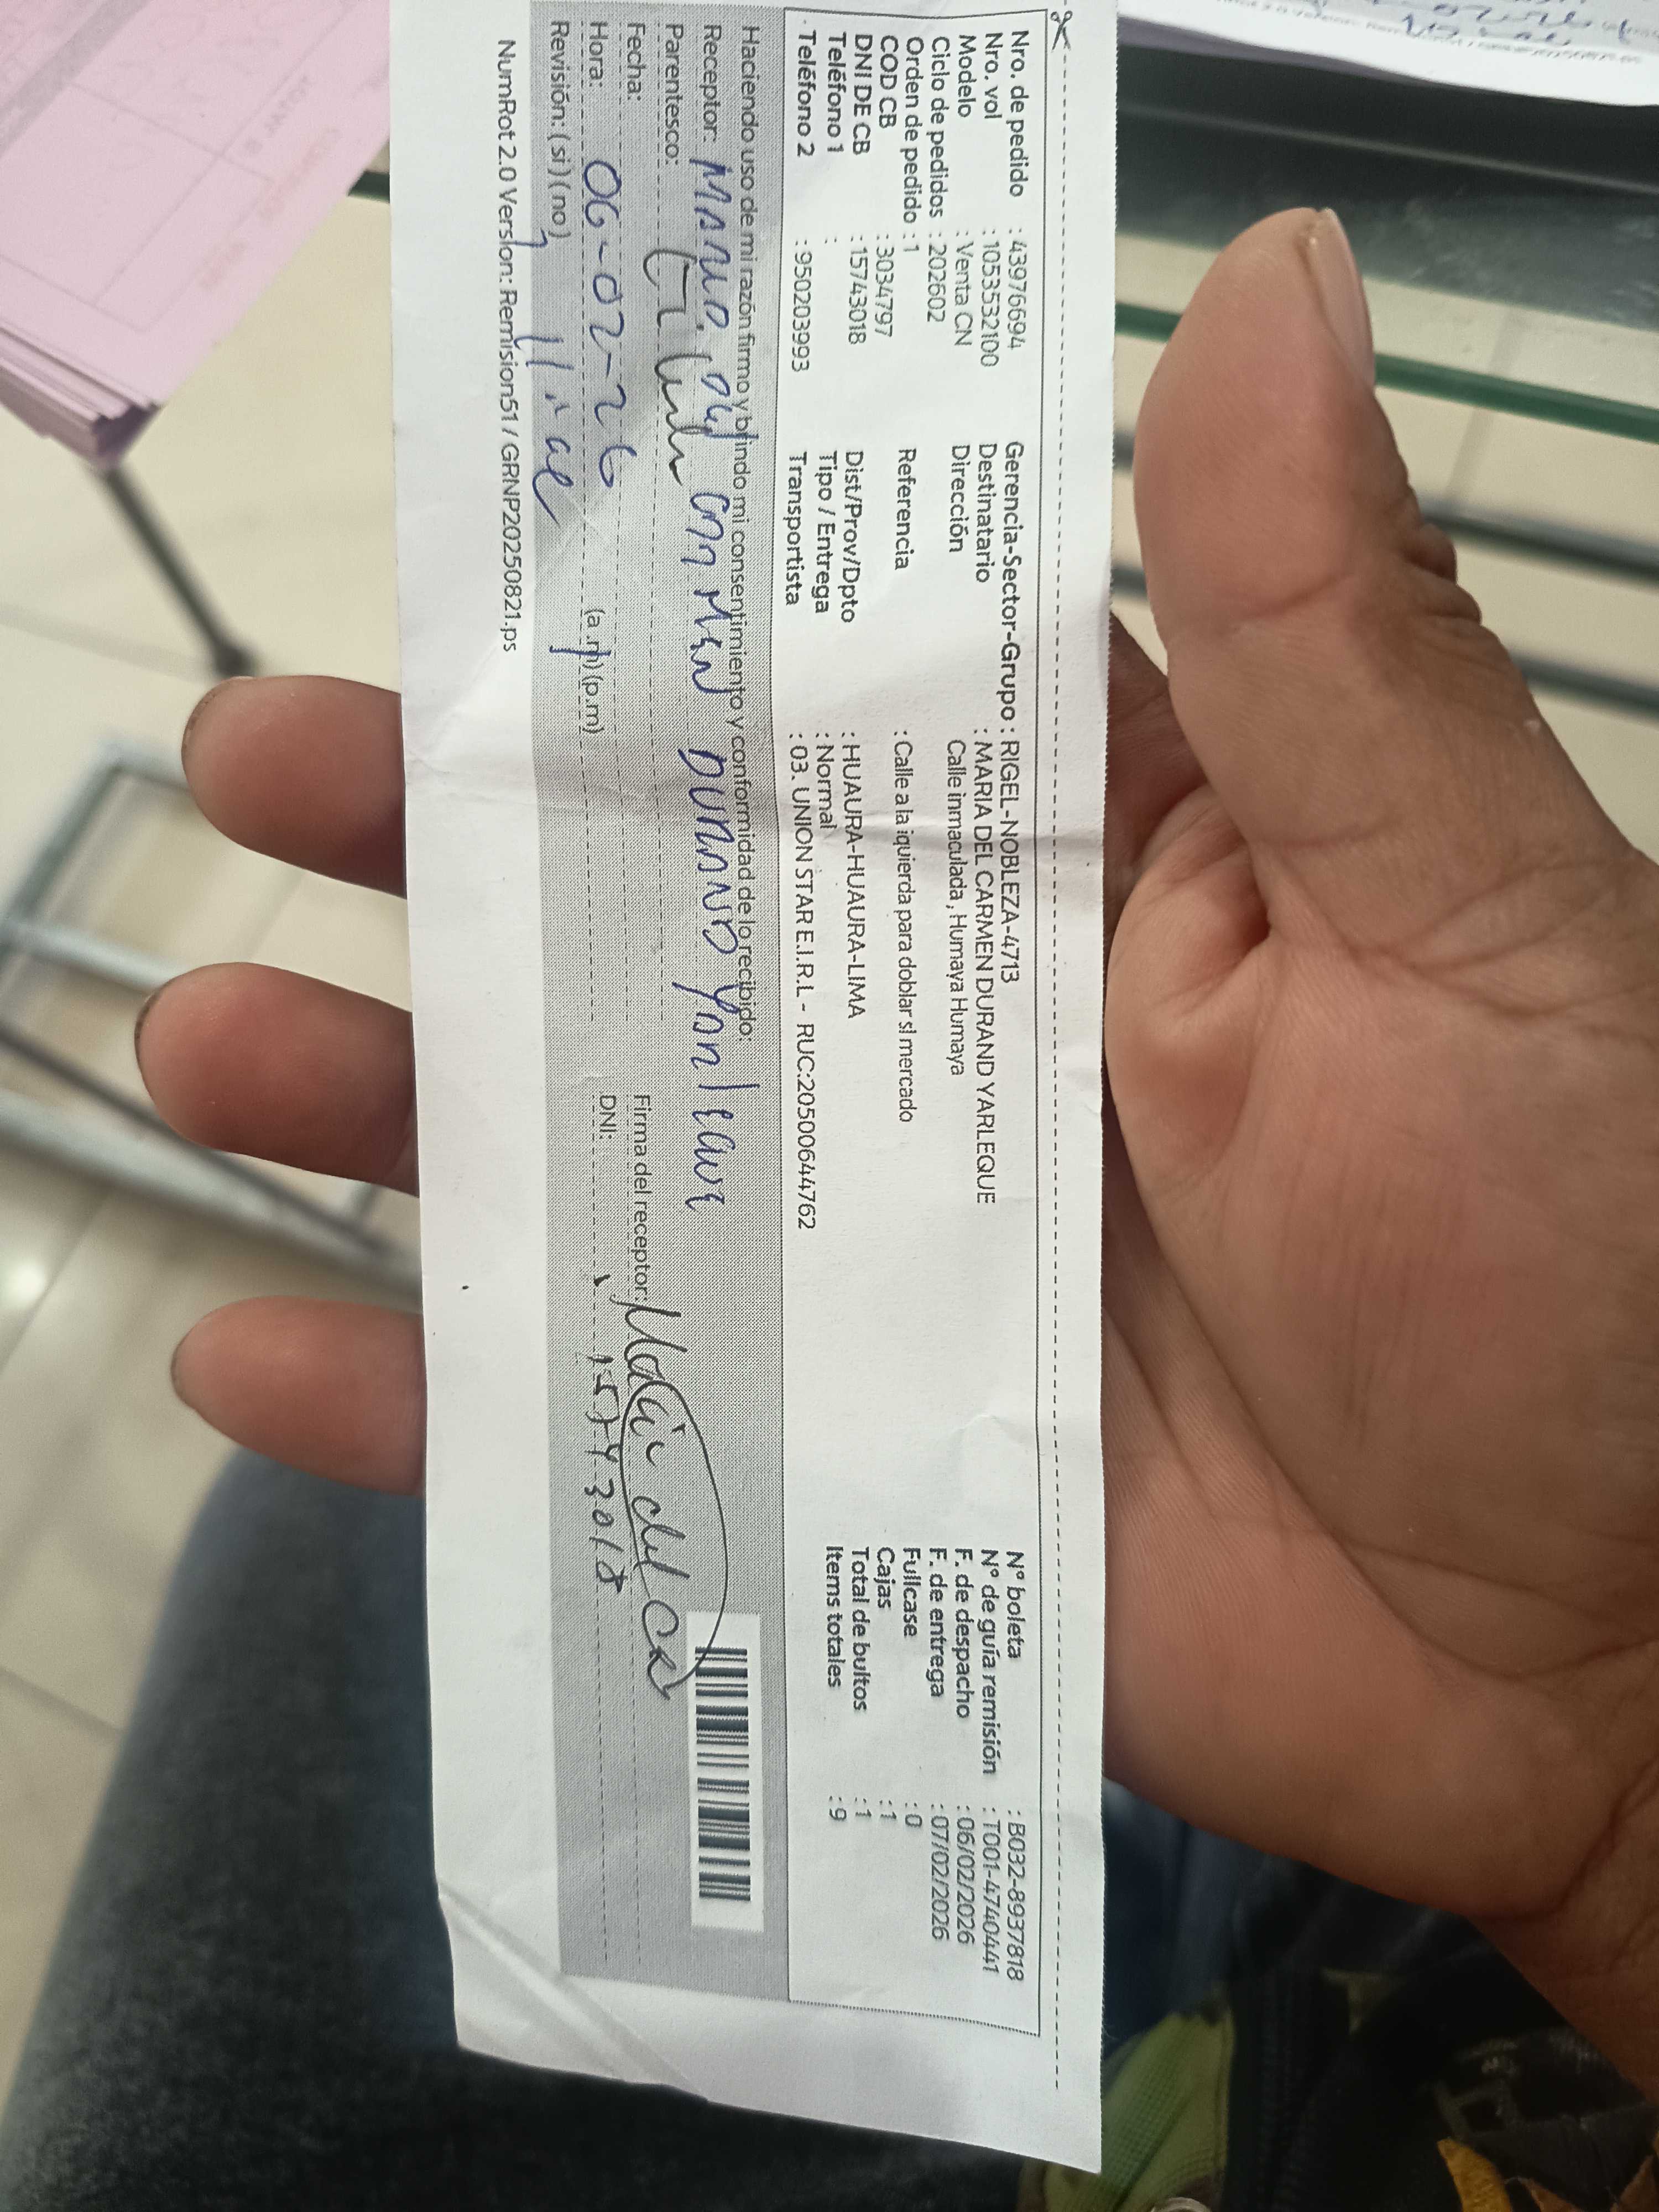 Nro. de pedido : 43976694
Nro. vol : 1053532100
Modelo : Venta CN
Ciclo de pedidos : 202602
Orden de pedido : 1
COD CB : 3034797
DNI DE CB : 15743018
Teléfono 1 :
Teléfono 2 : 950203993
Gerencia-Sector-Grupo : RIGEL-NOBLEZA-4713
Destinatario : MARIA DEL CARMEN DURAND YARLEQUE
Dirección Calle inmaculada , Humaya Humaya
Referencia : Calle a la iquierda para doblar sl mercado
Dist/Prov/Dpto : HUAURA-HUAURA-LIMA
Tipo / Entrega : Normal
Transportista : 03. UNION STAR E.I.R.L - RUC:20500644762
N° boleta : B032-8937818
N° de guía remisión : T001-4740441
F. de despacho : 06/02/2026
F. de entrega : 07/02/2026
Fullcase : 0
Cajas : 1
Total de bultos : 1
Items totales : 9
Haciendo uso de mi razón firmo y brindo mi consentimiento y conformidad de lo recibido:
Receptor: DURAND
Parentesco:
Fecha: 06-02-26
Hora: (a.m) (p.m)
Revisión: ( si ) ( no )
Firma del receptor:
DNI: 15743018
NumRot 2.0 Version: Remision51 / GRNP20250821.ps